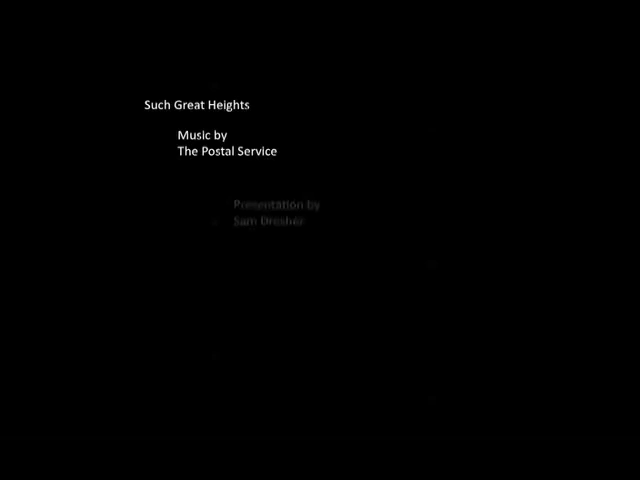 Such Great Heights
Music by
The Postal Service
Presentation by
Sam Dresher